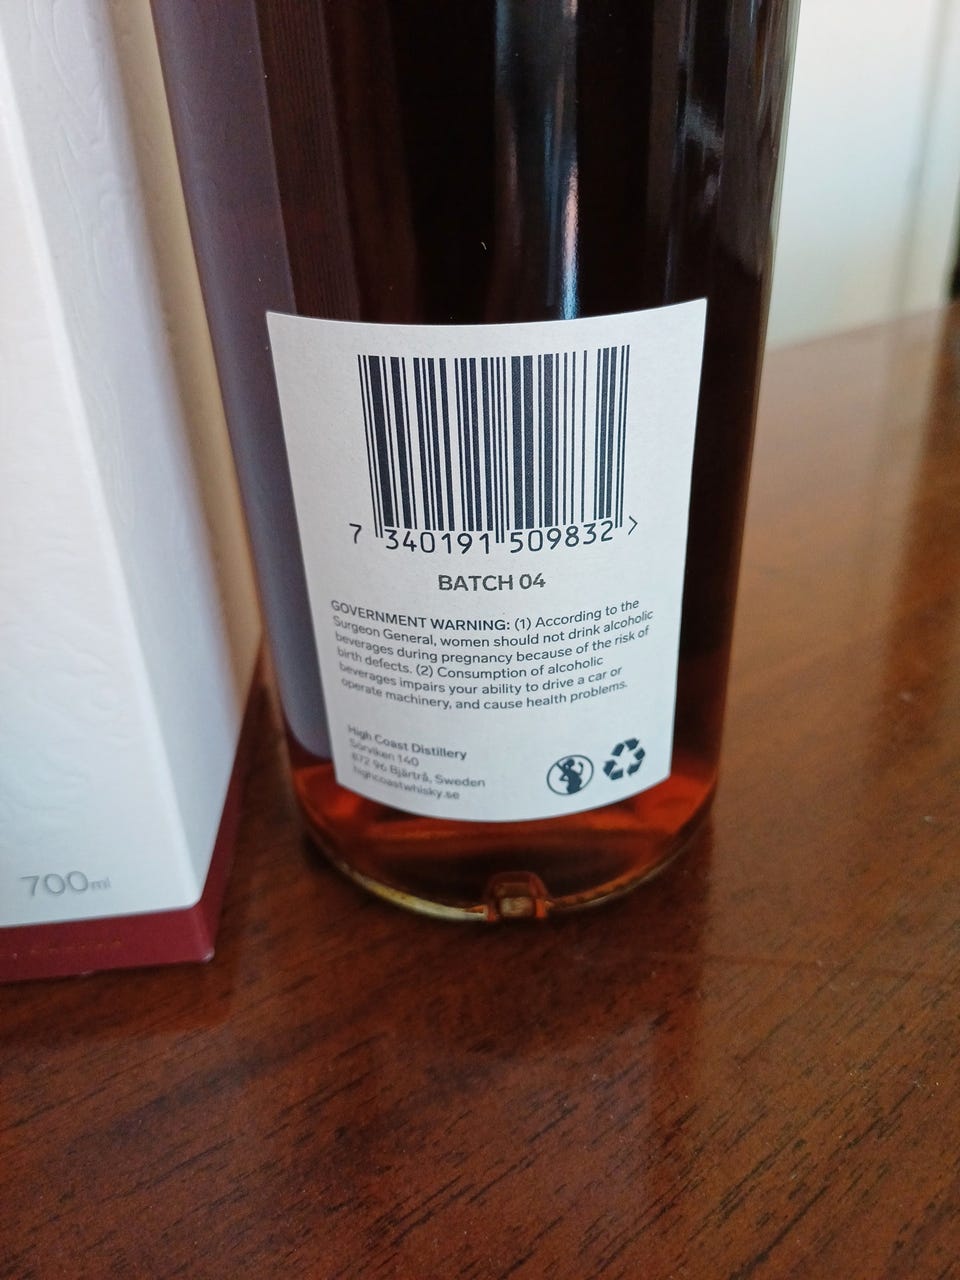 7 340191 509832 >
BATCH 04
GOVERNMENT WARNING: (1) According to the
Surgeon General, women should not drink alcoholic
beverages during pregnancy because of the risk of
birth defects. (2) Consumption of alcoholic
beverages impairs your ability to drive a car or
operate machinery, and cause health problems.
High Coast Distillery
Sörviken 140
872 96 Bjärtrå, Sweden
highcoastwhisky.se
700ml